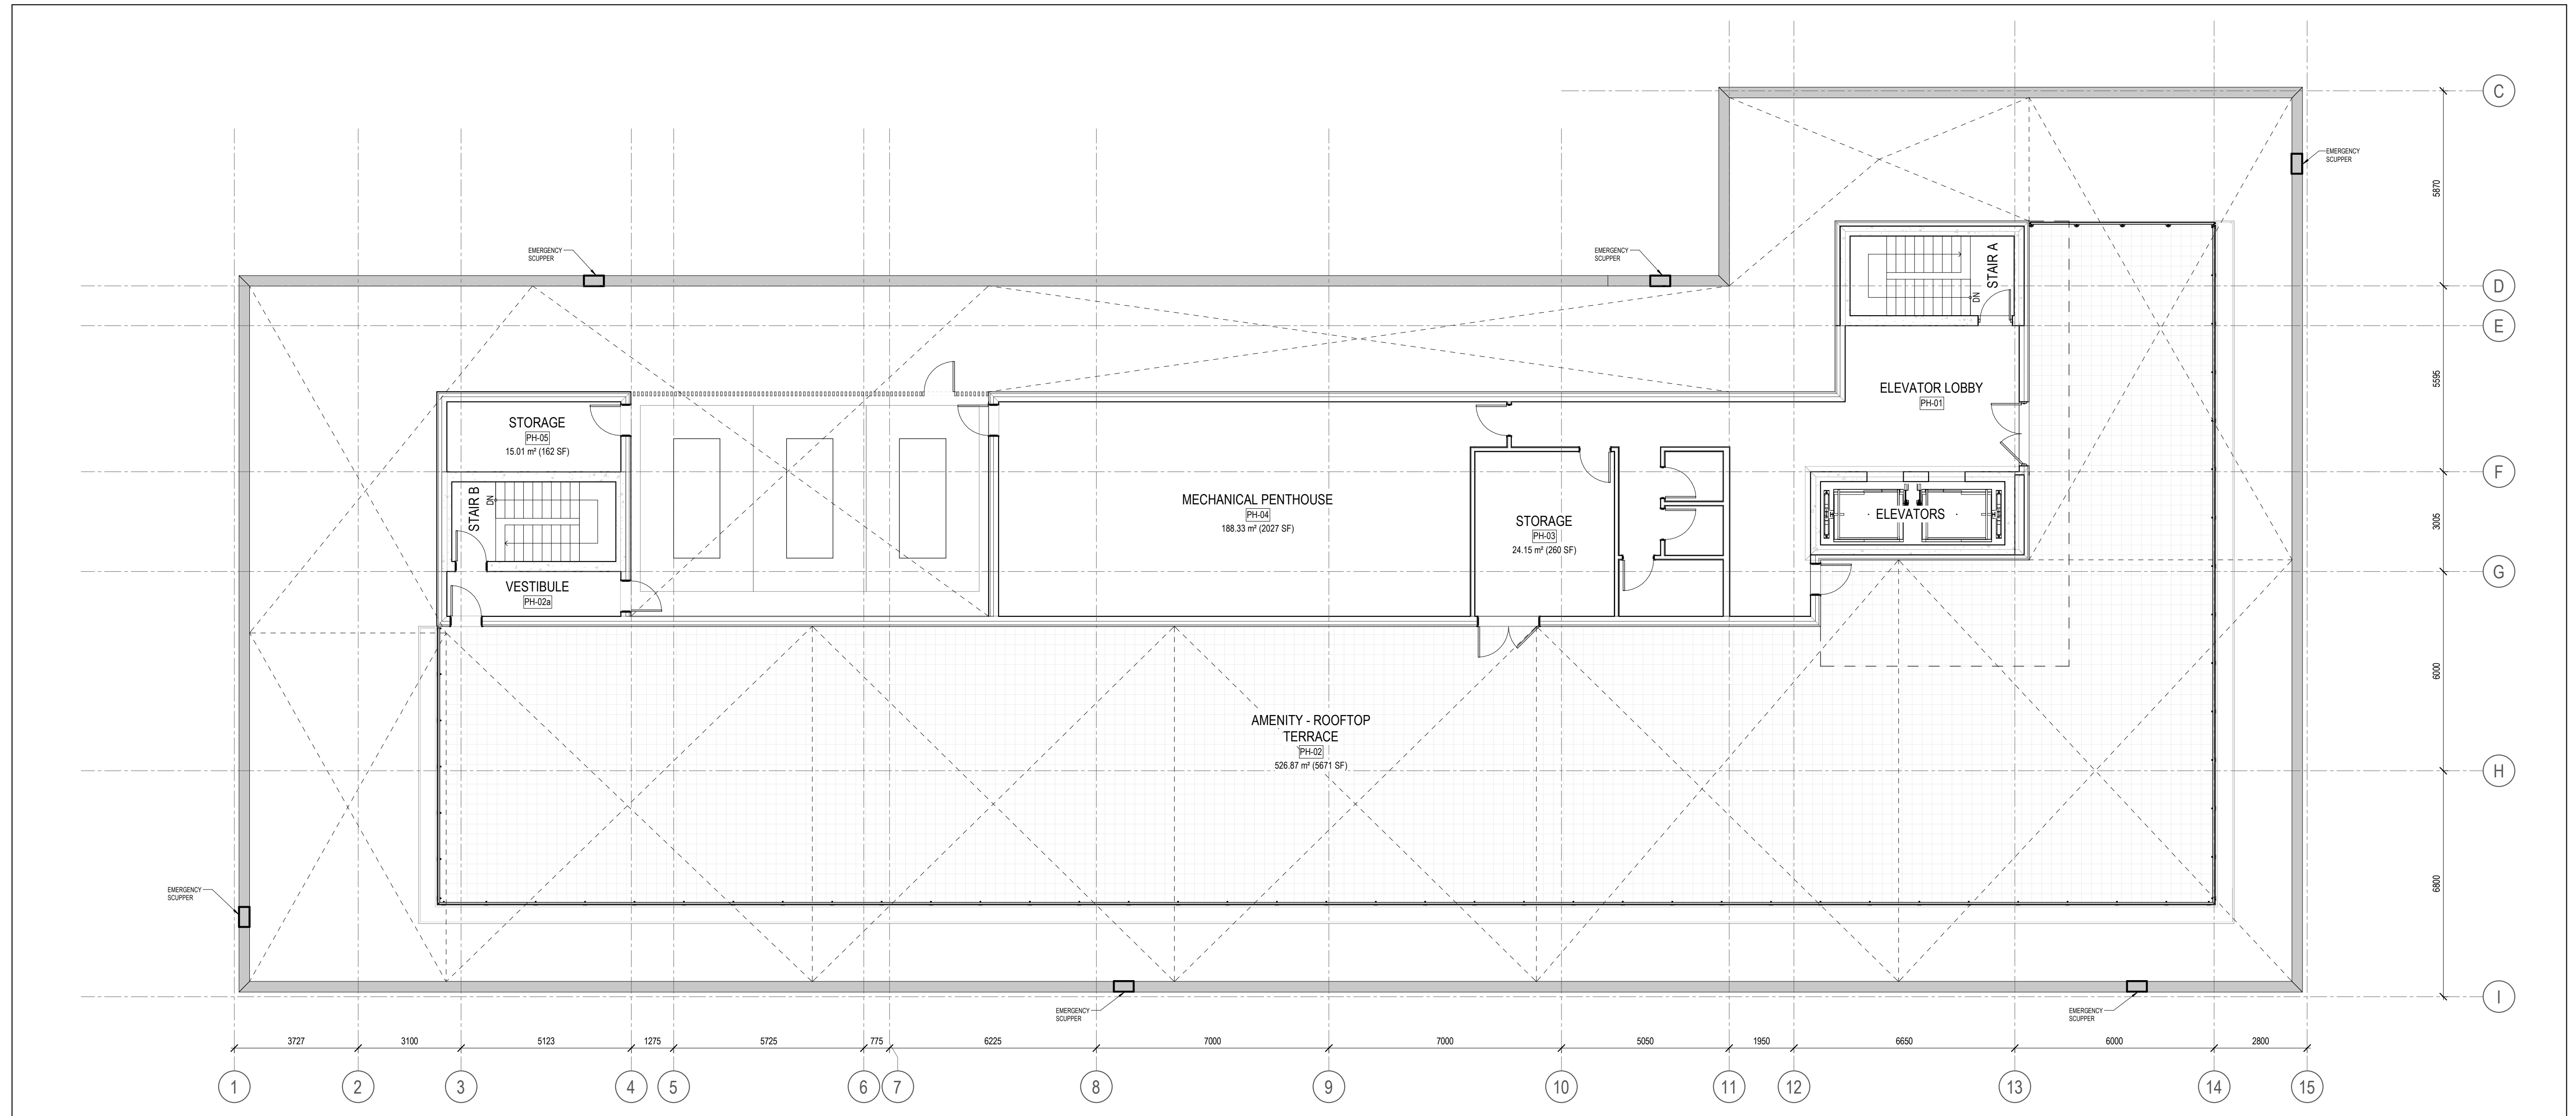 C
EMERGENCY
SCUPPER
5870
EMERGENCY
SCUPPER
EMERGENCY
SCUPPER
STAIR A
DN
D
E
ELEVATOR LOBBY
PH-01
5595
STORAGE
PH-05
15.01 m² (162 SF)
F
STAIR B
DN
MECHANICAL PENTHOUSE
PH-04
188.33 m² (2027 SF)
STORAGE
PH-03
24.15 m² (260 SF)
ELEVATORS
3005
VESTIBULE
PH-02a
G
6000
AMENITY - ROOFTOP
TERRACE
PH-02
526.87 m² (5671 SF)
H
6800
EMERGENCY
SCUPPER
I
EMERGENCY
SCUPPER
EMERGENCY
SCUPPER
3727
3100
5123
1275
5725
775
6225
7000
7000
5050
1950
6650
6000
2800
1
2
3
4
5
6
7
8
9
10
11
12
13
14
15